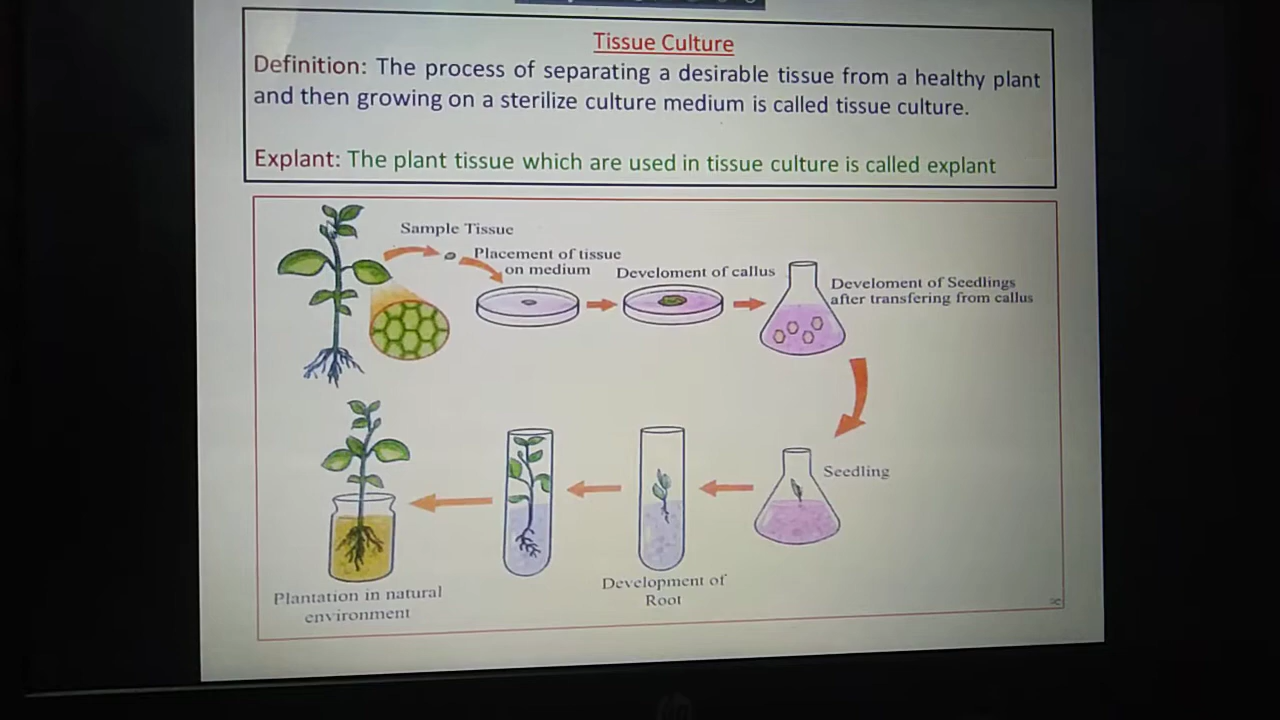 Tissue Culture
Definition: The process of separating a desirable tissue from a healthy plant
and then growing on a sterilize culture medium is called tissue culture.
Explant: The plant tissue which are used in tissue culture is called explant
Sample Tissue
Placement of tissue
on medium
Develoment of callus
Develoment of Seedlings
after transfering from callus
Seedling
Development of
Root
Plantation in natural
environment